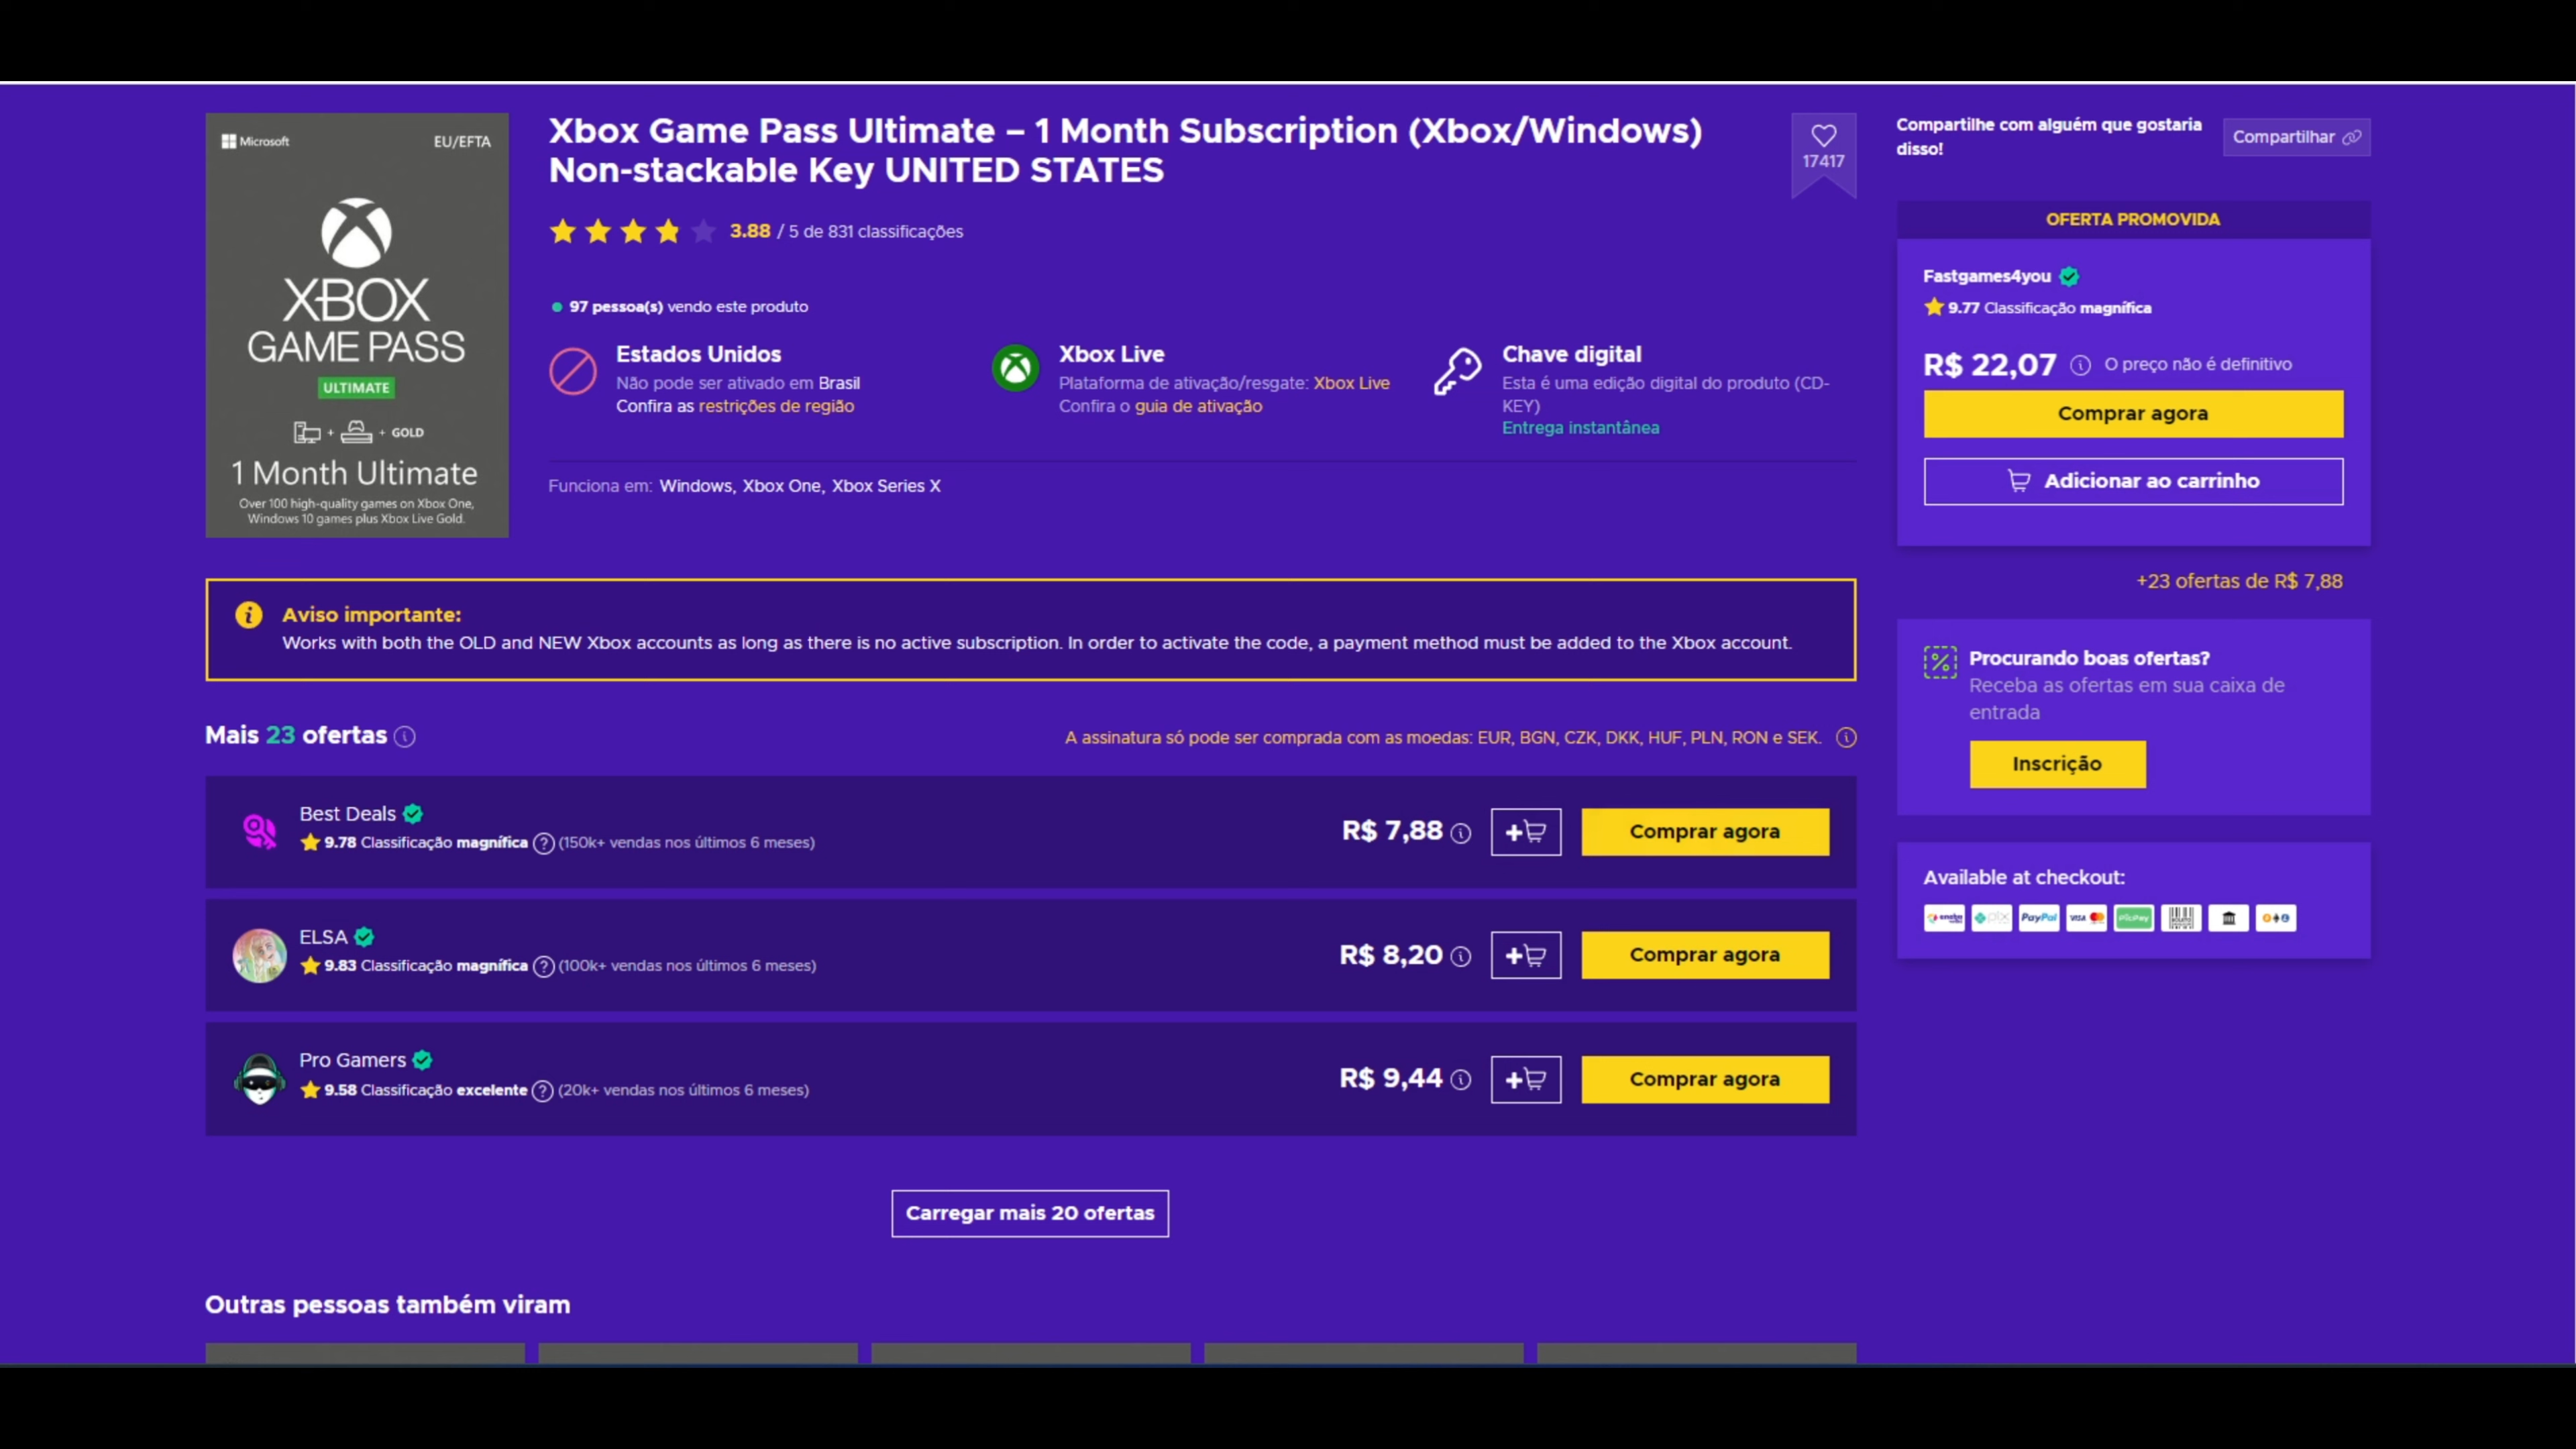 Microsoft
EU/EFTA
XBOX
GAME PASS
ULTIMATE
+ + GOLD
1 Month Ultimate
Over 100 high-quality games on Xbox One,
Windows 10 games plus Xbox Live Gold.
Xbox Game Pass Ultimate – 1 Month Subscription (Xbox/Windows)
Non-stackable Key UNITED STATES
3.88 / 5 de 831 classificações
17417
97 pessoa(s) vendo este produto
Estados Unidos
Não pode ser ativado em Brasil
Confira as restrições de região
Xbox Live
Plataforma de ativação/resgate: Xbox Live
Confira o guia de ativação
Chave digital
Esta é uma edição digital do produto (CD-
KEY)
Entrega instantânea
Funciona em: Windows, Xbox One, Xbox Series X
Compartilhe com alguém que gostaria
disso!
Compartilhar
OFERTA PROMOVIDA
Fastgames4you
9.77 Classificação magnífica
R$ 22,07 O preço não é definitivo
Comprar agora
Adicionar ao carrinho
+23 ofertas de R$ 7,88
Aviso importante:
Works with both the OLD and NEW Xbox accounts as long as there is no active subscription. In order to activate the code, a payment method must be added to the Xbox account.
Procurando boas ofertas?
Receba as ofertas em sua caixa de
entrada
Inscrição
Mais 23 ofertas
A assinatura só pode ser comprada com as moedas: EUR, BGN, CZK, DKK, HUF, PLN, RON e SEK.
Best Deals
9.78 Classificação magnífica (150k+ vendas nos últimos 6 meses)
R$ 7,88
Comprar agora
ELSA
9.83 Classificação magnífica (100k+ vendas nos últimos 6 meses)
R$ 8,20
Comprar agora
Pro Gamers
9.58 Classificação excelente (20k+ vendas nos últimos 6 meses)
R$ 9,44
Comprar agora
Available at checkout:
pix
PayPal
VISA
PicPay
Carregar mais 20 ofertas
Outras pessoas também viram